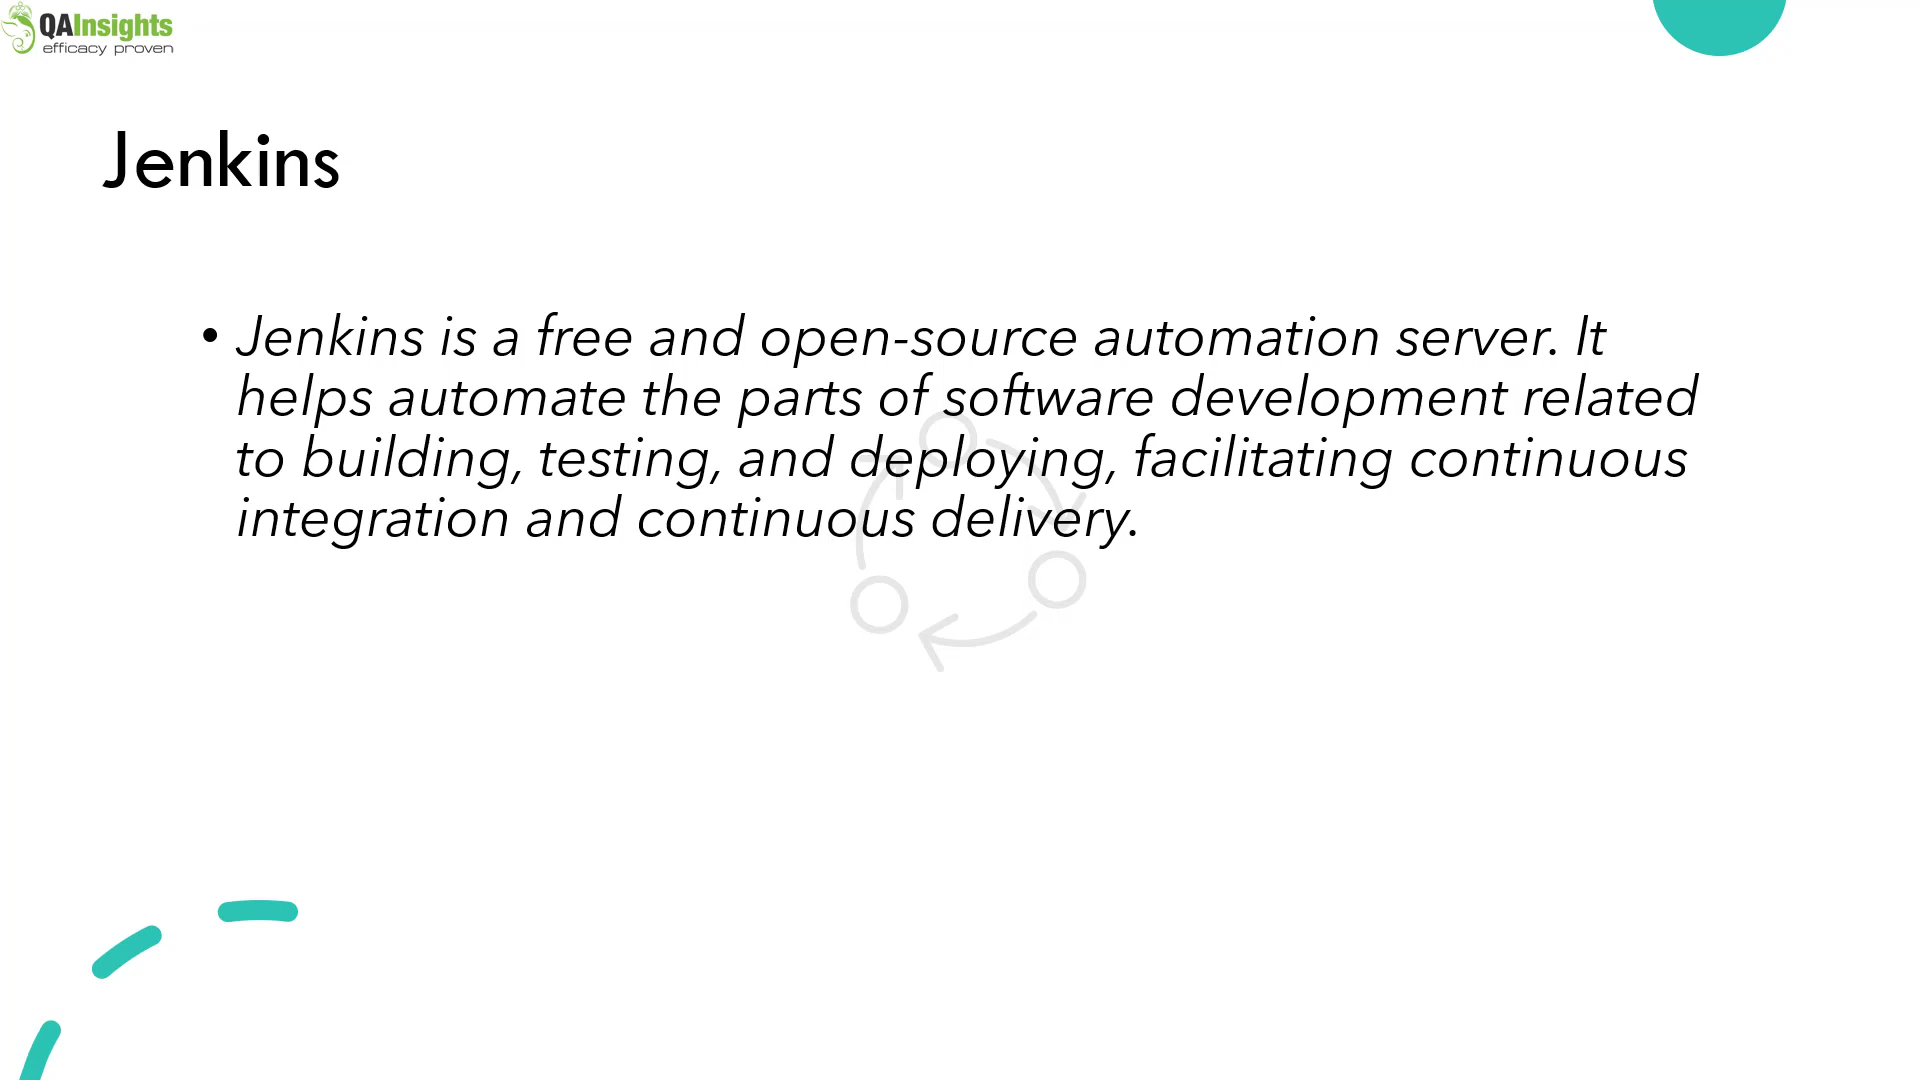 QAInsights
efficacy proven
Jenkins
• Jenkins is a free and open-source automation server. It
helps automate the parts of software development related
to building, testing, and deploying, facilitating continuous
integration and continuous delivery.